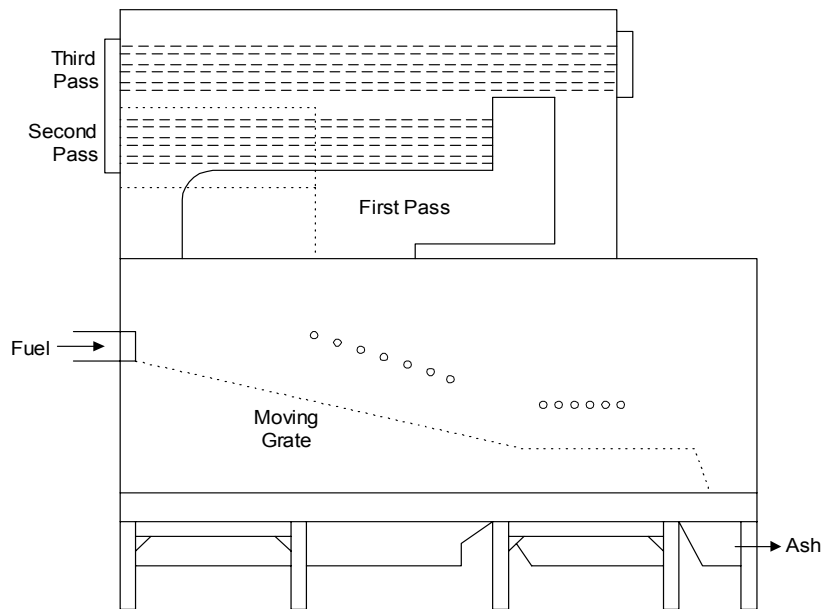 Third
Pass
Second
Pass
First Pass
Fuel
Moving
Grate
Ash